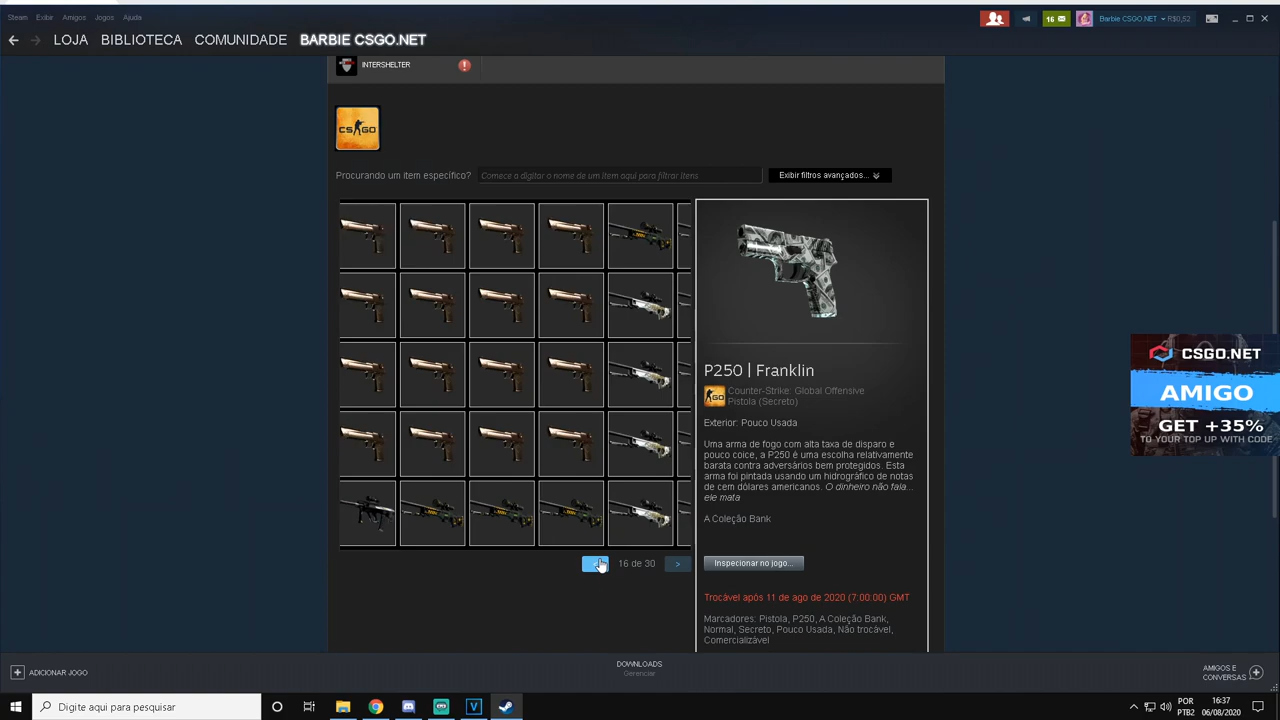 Steam Exibir Amigos Jogos Ajuda
16 Barbie CSGO.NET R$0,52
LOJA BIBLIOTECA COMUNIDADE BARBIE CSGO.NET
INTERSHELTER
CS GO
Procurando um item específico? Comece a digitar o nome de um item aqui para filtrar itens Exibir filtros avançados...
P250 | Franklin
GO Counter-Strike: Global Offensive
Pistola (Secreto)
Exterior: Pouco Usada
Uma arma de fogo com alta taxa de disparo e
pouco coice, a P250 é uma escolha relativamente
barata contra adversários bem protegidos. Esta
arma foi pintada usando um hidrográfico de notas
de cem dólares americanos. O dinheiro não fala...
ele mata
A Coleção Bank
16 de 30 >
Inspecionar no jogo...
Trocável após 11 de ago de 2020 (7:00:00) GMT
Marcadores: Pistola, P250, A Coleção Bank,
Normal, Secreto, Pouco Usada, Não trocável,
Comercializável
CSGO.NET
AMIGO
GET +35%
TO YOUR TOP UP WITH CODE
+ ADICIONAR JOGO
DOWNLOADS
Gerenciar
AMIGOS E
CONVERSAS +
Digite aqui para pesquisar
POR
PTB2
16:37
06/08/2020